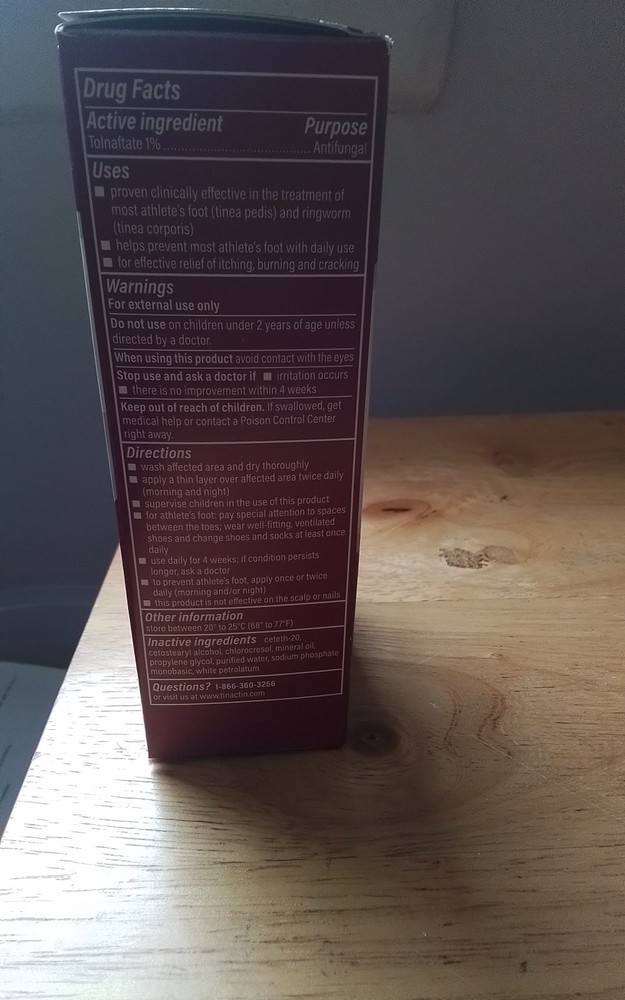 Drug Facts
Active ingredient Purpose
Tolnaftate 1%........................................ Antifungal
Uses
■ proven clinically effective in the treatment of
most athlete's foot (tinea pedis) and ringworm
(tinea corporis)
■ helps prevent most athlete's foot with daily use
■ for effective relief of itching, burning and cracking
Warnings
For external use only
Do not use on children under 2 years of age unless
directed by a doctor.
When using this product avoid contact with the eyes
Stop use and ask a doctor if ■ irritation occurs
■ there is no improvement within 4 weeks
Keep out of reach of children. If swallowed, get
medical help or contact a Poison Control Center
right away.
Directions
■ wash affected area and dry thoroughly
■ apply a thin layer over affected area twice daily
(morning and night)
■ supervise children in the use of this product
■ for athlete's foot: pay special attention to spaces
between the toes; wear well-fitting, ventilated
shoes and change shoes and socks at least once
daily
■ use daily for 4 weeks; if condition persists
longer, ask a doctor
■ to prevent athlete's foot, apply once or twice
daily (morning and/or night)
■ this product is not effective on the scalp or nails
Other information
store between 20° to 25°C (68° to 77°F)
Inactive ingredients ceteth-20,
cetostearyl alcohol, chlorocresol, mineral oil,
propylene glycol, purified water, sodium phosphate
monobasic, white petrolatum
Questions? 1-866-360-3266
or visit us at www.tinactin.com